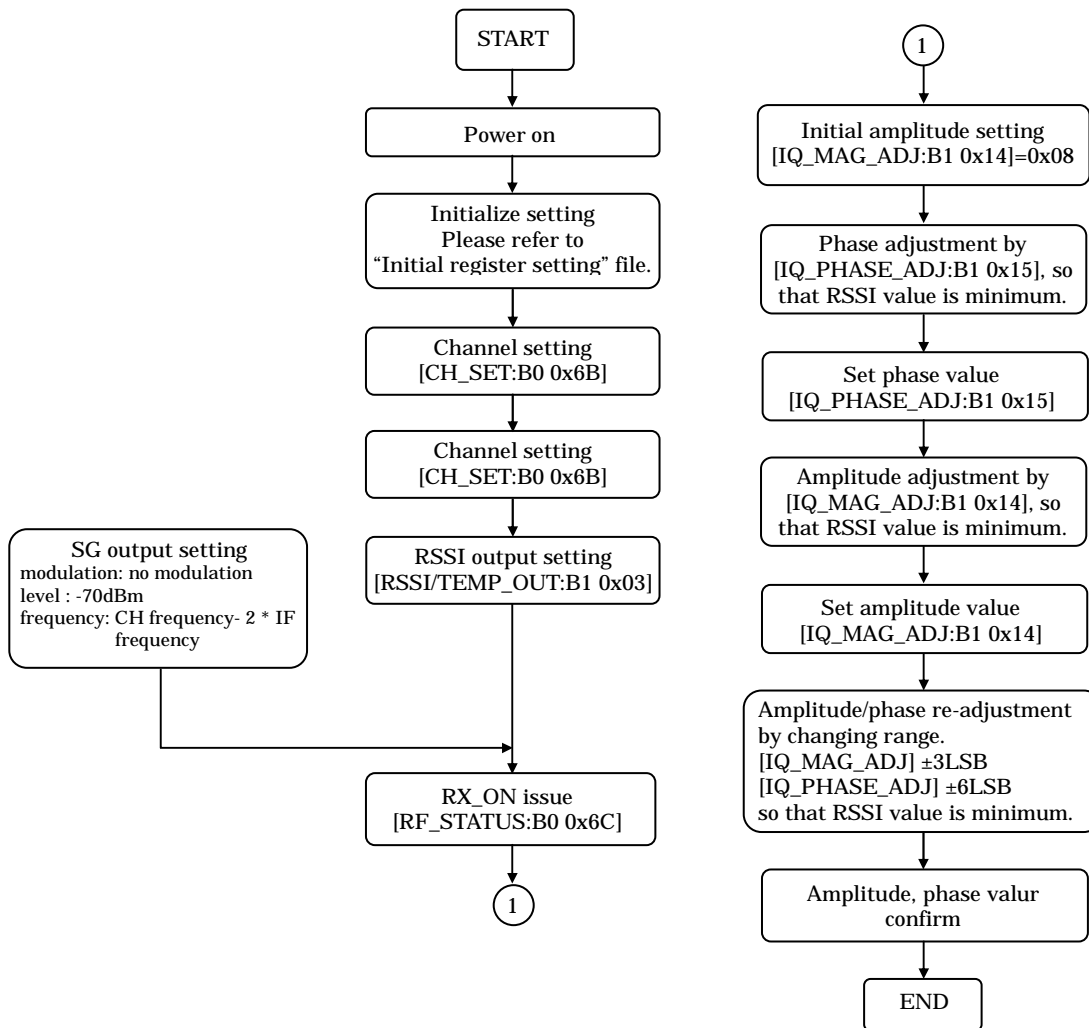 START
Power on
Initialize setting
Please refer to
“Initial register setting” file.
Channel setting
[CH_SET:B0 0x6B]
Channel setting
[CH_SET:B0 0x6B]
SG output setting
modulation: no modulation
level : -70dBm
frequency: CH frequency- 2 * IF
frequency
RSSI output setting
[RSSI/TEMP_OUT:B1 0x03]
RX_ON issue
[RF_STATUS:B0 0x6C]
1
1
Initial amplitude setting
[IQ_MAG_ADJ:B1 0x14]=0x08
Phase adjustment by
[IQ_PHASE_ADJ:B1 0x15], so
that RSSI value is minimum.
Set phase value
[IQ_PHASE_ADJ:B1 0x15]
Amplitude adjustment by
[IQ_MAG_ADJ:B1 0x14], so
that RSSI value is minimum.
Set amplitude value
[IQ_MAG_ADJ:B1 0x14]
Amplitude/phase re-adjustment
by changing range.
[IQ_MAG_ADJ] ±3LSB
[IQ_PHASE_ADJ] ±6LSB
so that RSSI value is minimum.
Amplitude, phase valur
confirm
END